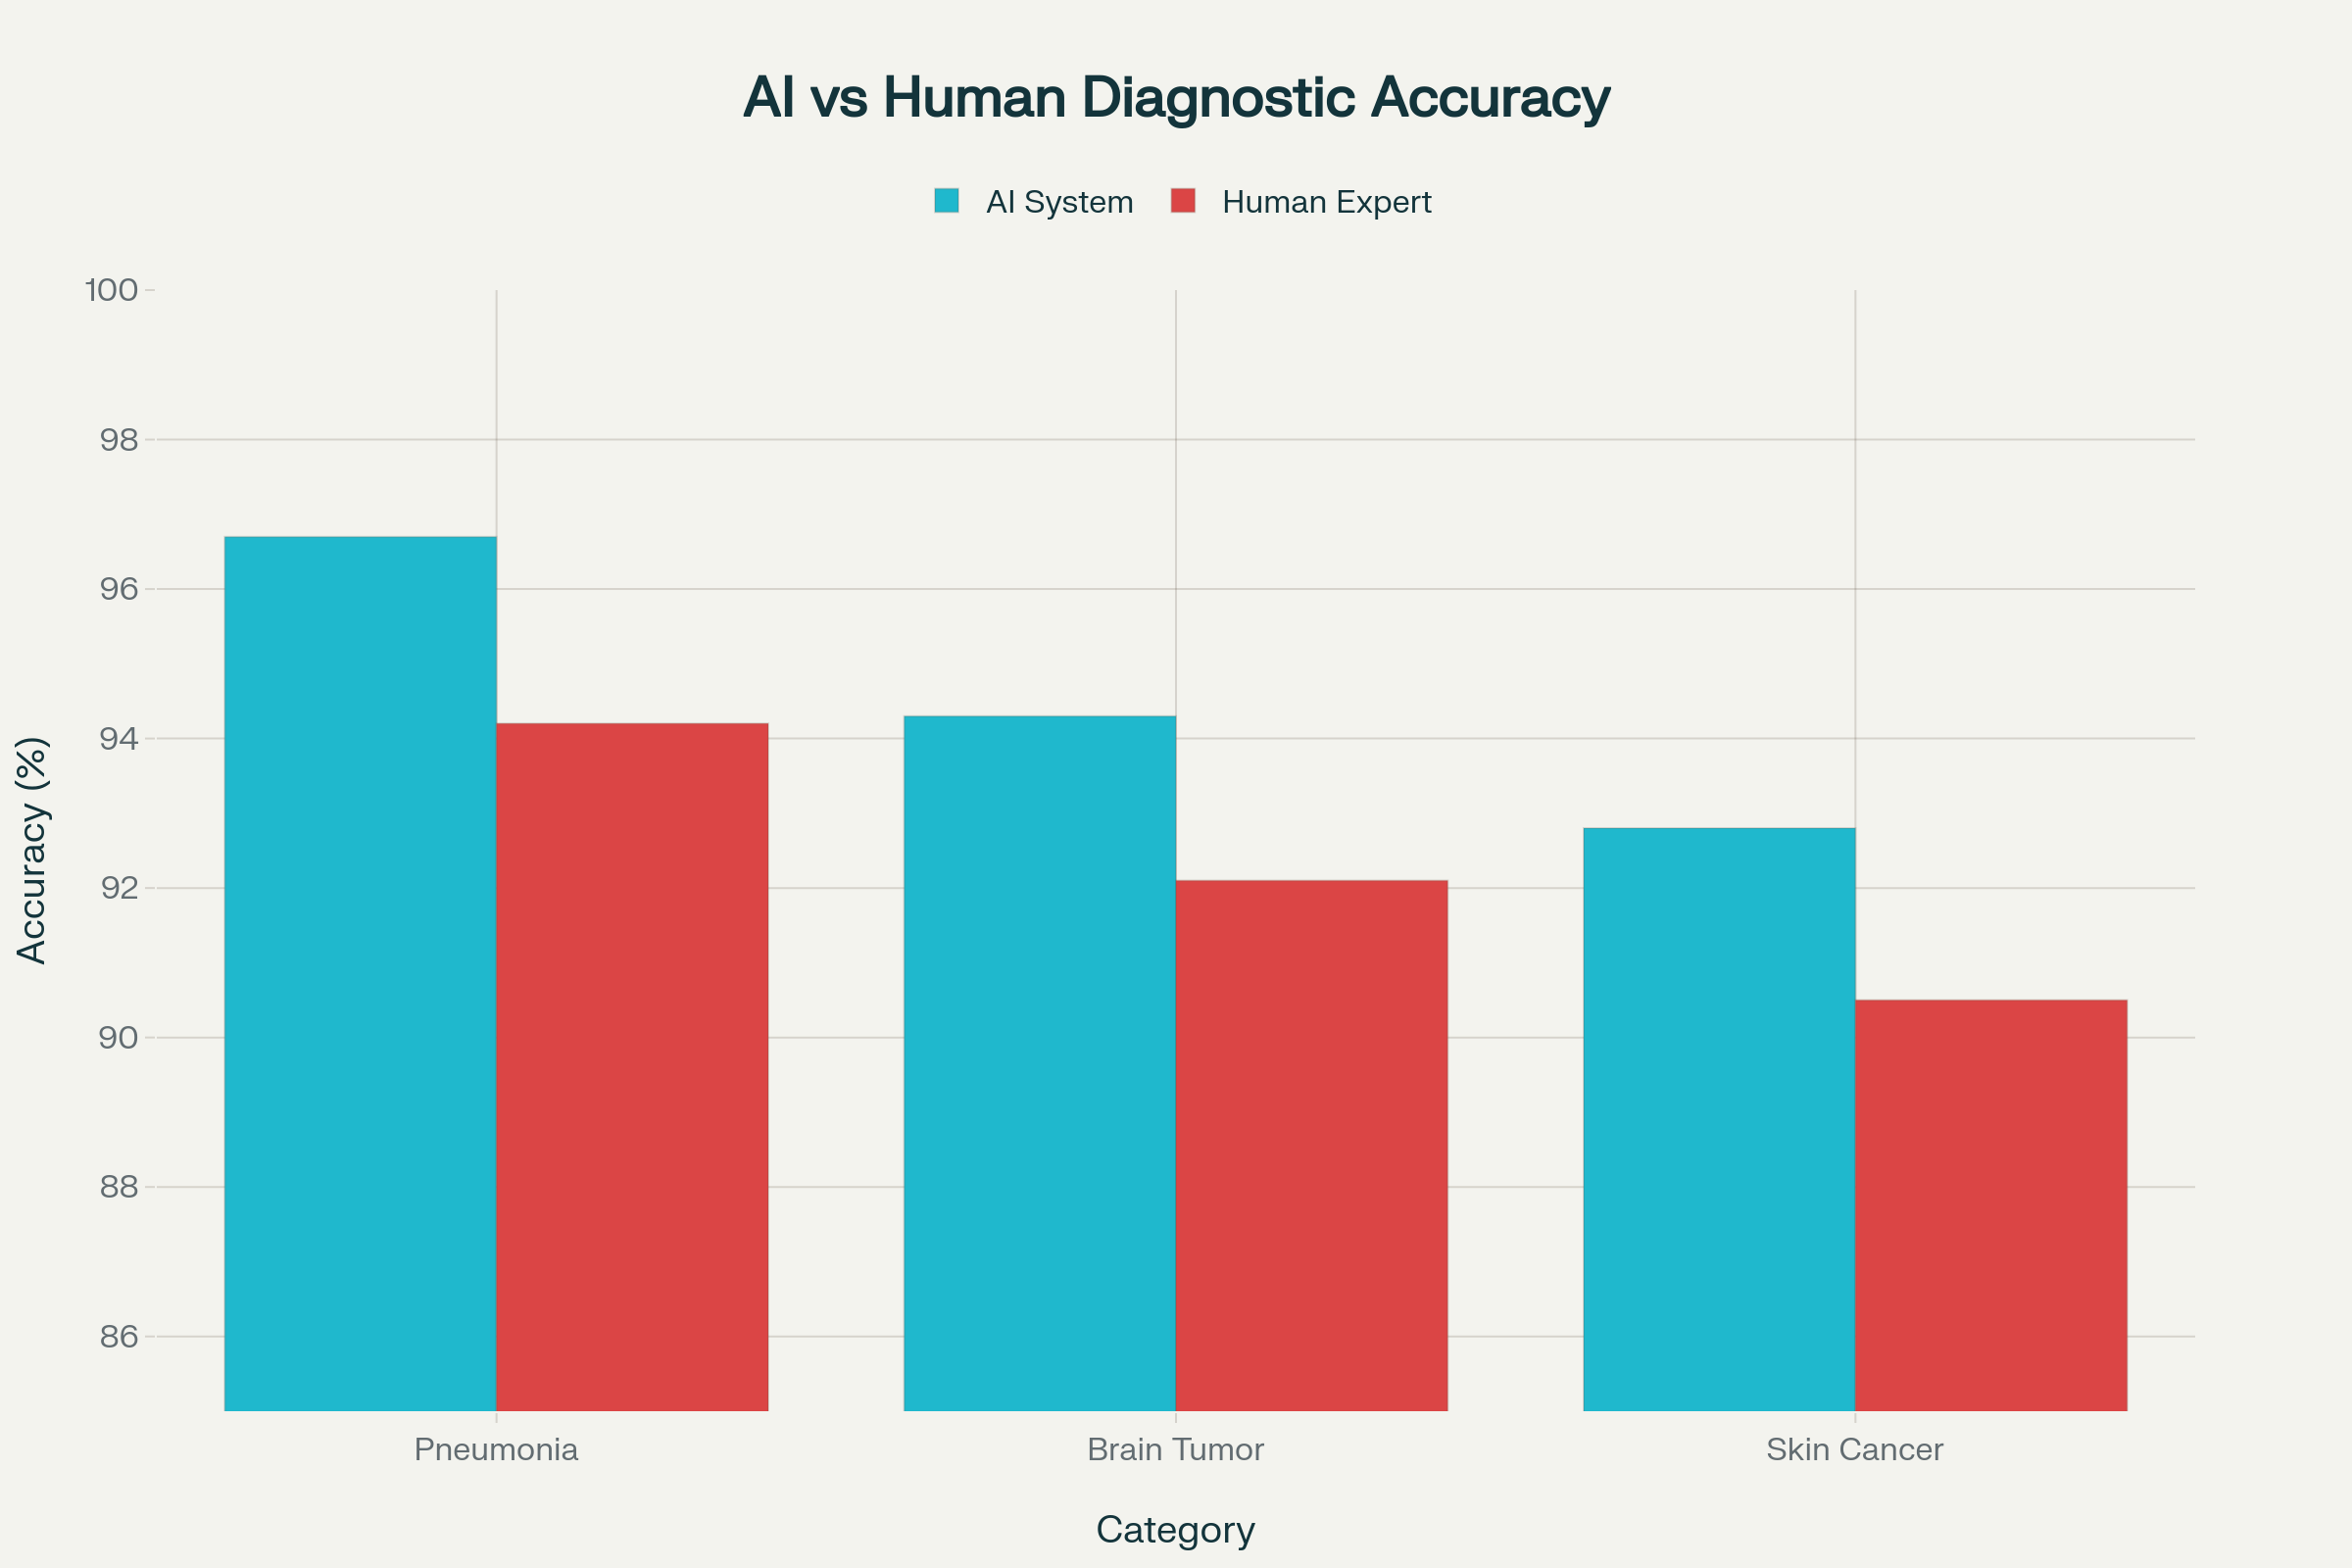 AI vs Human Diagnostic Accuracy
AI System Human Expert
100
98
96
94
92
90
88
86
Accuracy (%)
Pneumonia Brain Tumor Skin Cancer
Category